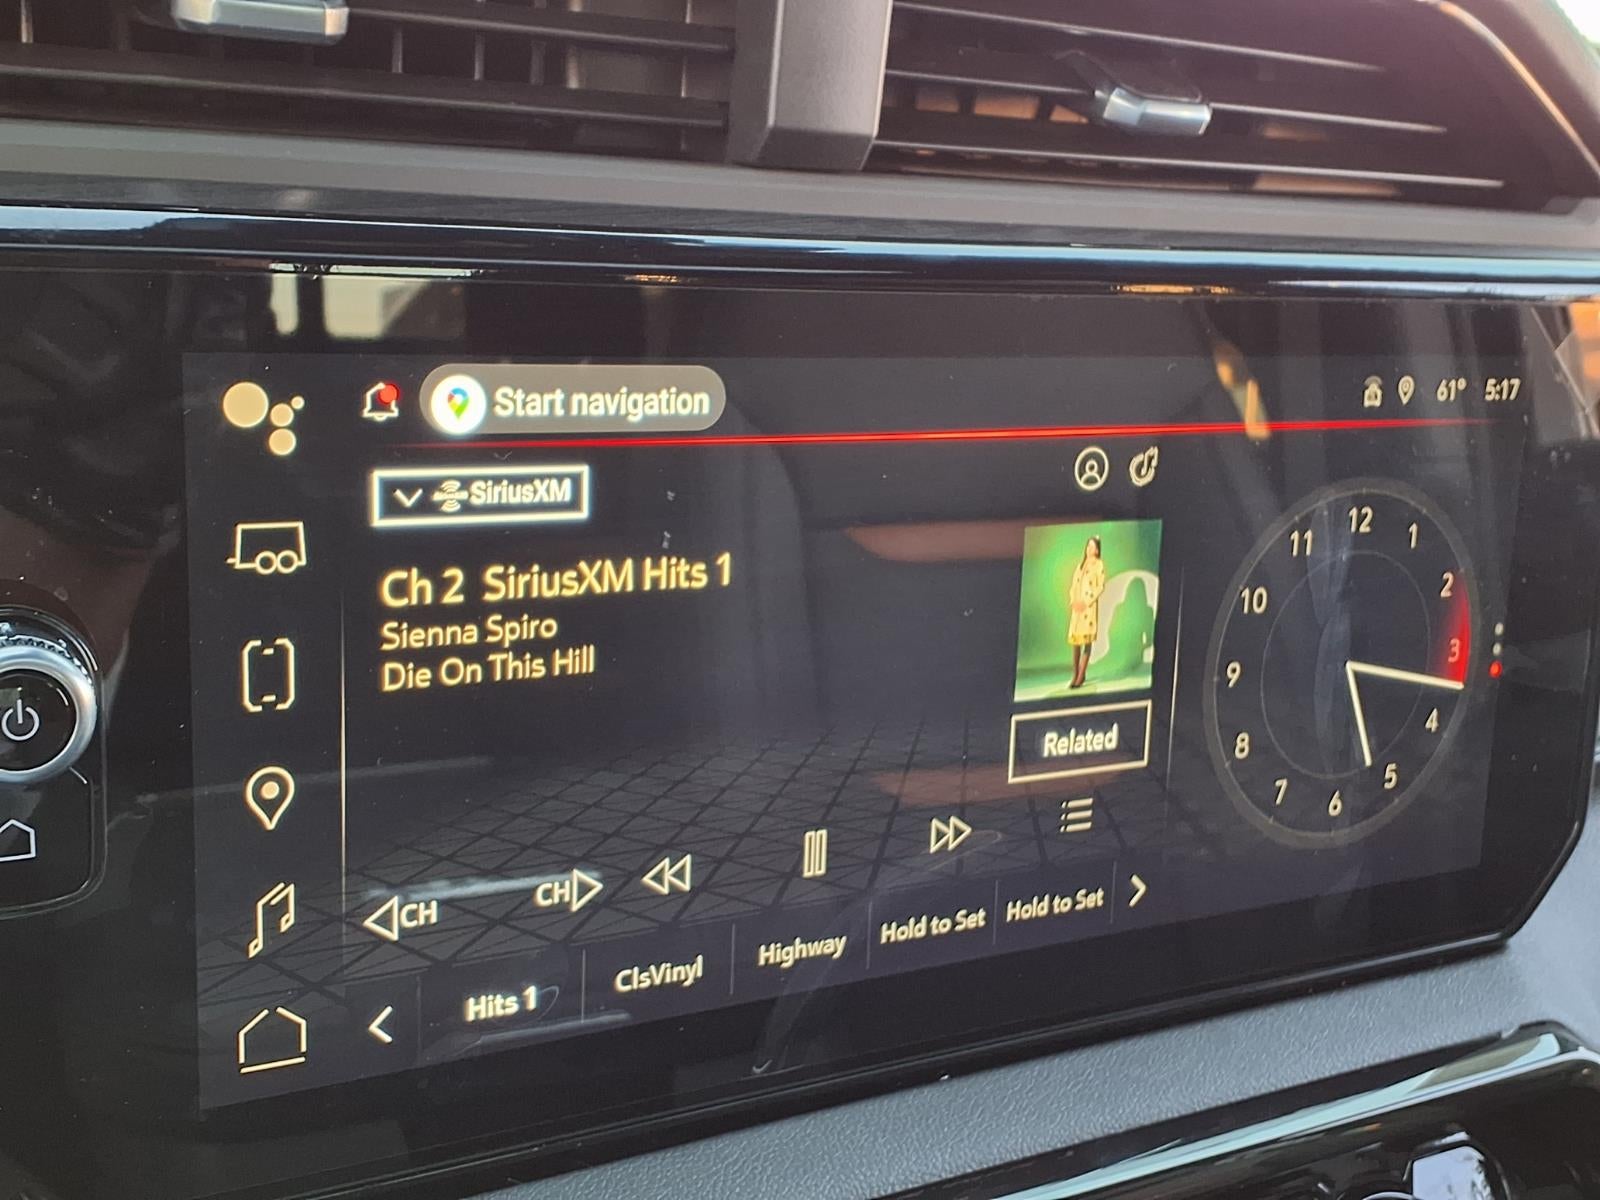 Start navigation
61° 5:17
SiriusXM
Ch 2 SiriusXM Hits 1
Sienna Spiro
Die On This Hill
Related
12
1
2
3
4
5
6
7
8
9
10
11
CH
CH
Hits 1
ClsVinyl
Highway
Hold to Set
Hold to Set